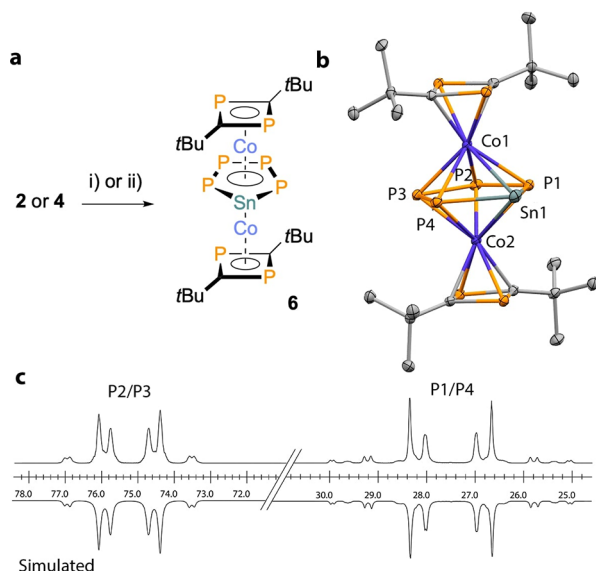 a
b
tBu
P
P
tBu
Co
P
P
P
P
Sn
Co
tBu
P
P
tBu
2 or 4
i) or ii)
6
Co1
P2
P1
P3
Sn1
P4
Co2
c
P2/P3
P1/P4
78.0 77.0 76.0 75.0 74.0 73.0 72.0 30.0 29.0 28.0 27.0 26.0 25.0
Simulated